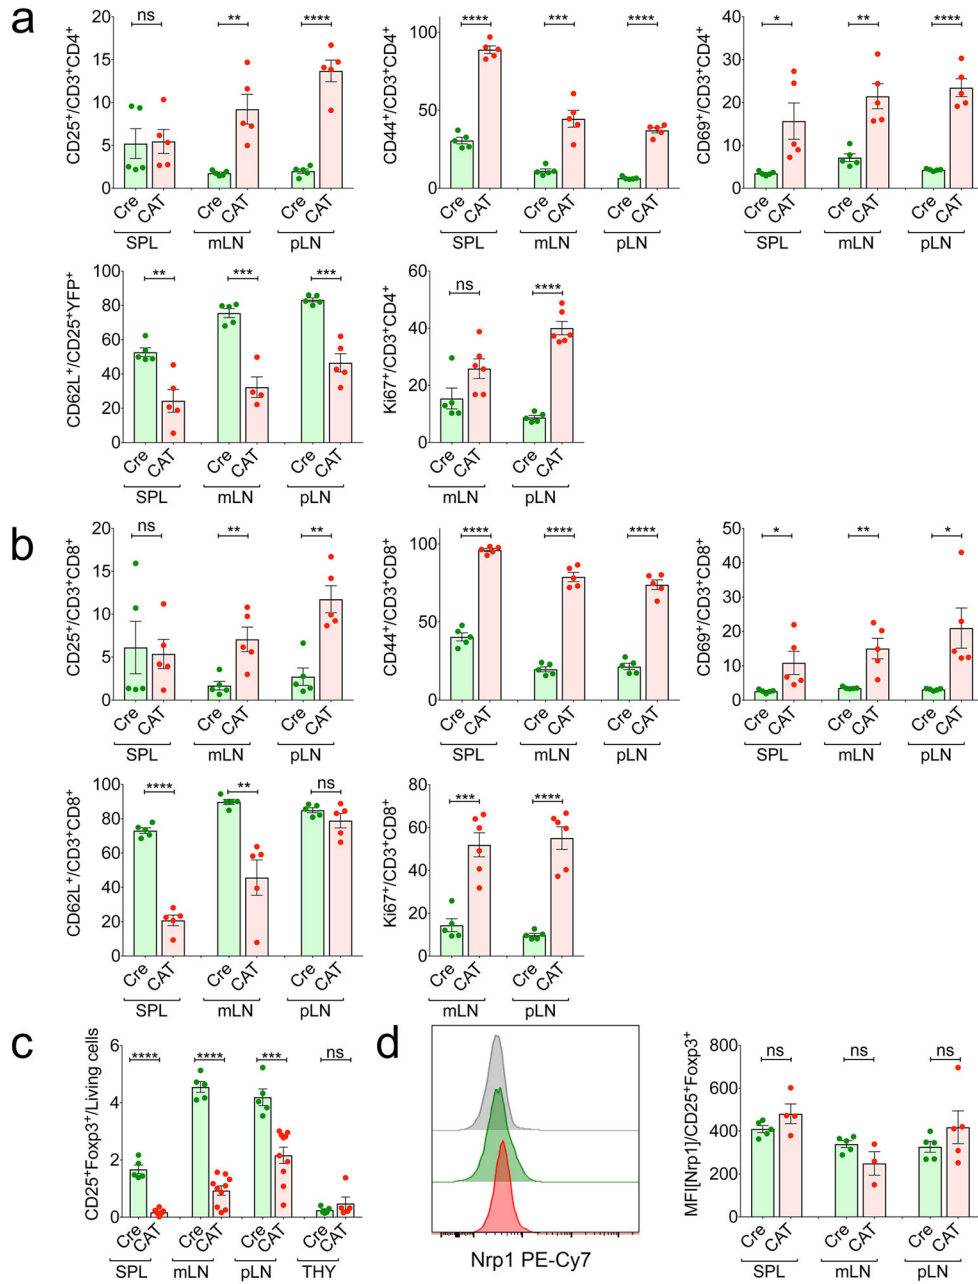 a
CD25⁺/CD3⁺CD4⁺
20
15
10
5
0
ns
**
****
Cre
CAT
Cre
CAT
Cre
CAT
SPL
mLN
pLN
CD44⁺/CD3⁺CD4⁺
100
50
0
****
***
****
Cre
CAT
Cre
CAT
Cre
CAT
SPL
mLN
pLN
CD69⁺/CD3⁺CD4⁺
40
30
20
10
0
*
**
****
Cre
CAT
Cre
CAT
Cre
CAT
SPL
mLN
pLN
CD62L⁺/CD25⁺YFP⁺
100
80
60
40
20
0
**
***
***
Cre
CAT
Cre
CAT
Cre
CAT
SPL
mLN
pLN
Ki67⁺/CD3⁺CD4⁺
60
40
20
0
ns
****
Cre
CAT
Cre
CAT
mLN
pLN
b
CD25⁺/CD3⁺CD8⁺
20
15
10
5
0
ns
**
**
Cre
CAT
Cre
CAT
Cre
CAT
SPL
mLN
pLN
CD44⁺/CD3⁺CD8⁺
100
50
0
****
****
****
Cre
CAT
Cre
CAT
Cre
CAT
SPL
mLN
pLN
CD69⁺/CD3⁺CD8⁺
50
40
30
20
10
0
*
**
*
Cre
CAT
Cre
CAT
Cre
CAT
SPL
mLN
pLN
CD62L⁺/CD3⁺CD8⁺
100
80
60
40
20
0
****
**
ns
Cre
CAT
Cre
CAT
Cre
CAT
SPL
mLN
pLN
Ki67⁺/CD3⁺CD8⁺
80
60
40
20
0
***
****
Cre
CAT
Cre
CAT
mLN
pLN
c
CD25⁺Foxp3⁺/Living cells
6
4
2
0
****
****
***
ns
Cre
CAT
Cre
CAT
Cre
CAT
Cre
CAT
SPL
mLN
pLN
THY
d
Nrp1 PE-Cy7
MFI[Nrp1]/CD25⁺Foxp3⁺
800
600
400
200
0
ns
ns
ns
Cre
CAT
Cre
CAT
Cre
CAT
SPL
mLN
pLN